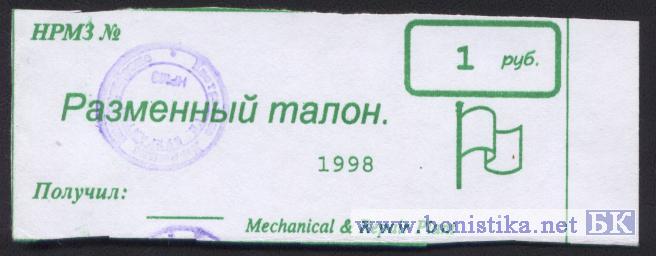 НРМЗ №
1 руб.
Разменный талон.
1998
Получил:
Mechanical &
www.bonistika.net БК